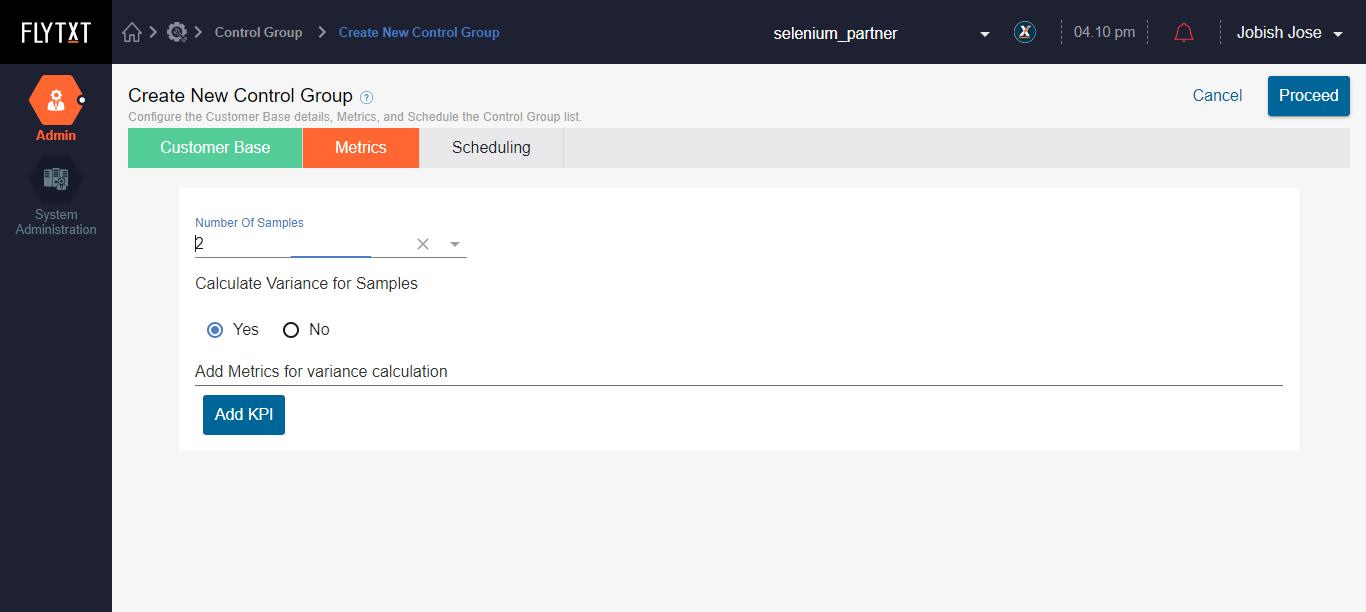 FLYTXT
Control Group
Create New Control Group
selenium_partner
X
04.10 pm
Jobish Jose
Admin
System
Administration
Create New Control Group ?
Cancel
Proceed
Configure the Customer Base details, Metrics, and Schedule the Control Group list.
Customer Base
Metrics
Scheduling
Number Of Samples
2
Calculate Variance for Samples
Yes
No
Add Metrics for variance calculation
Add KPI